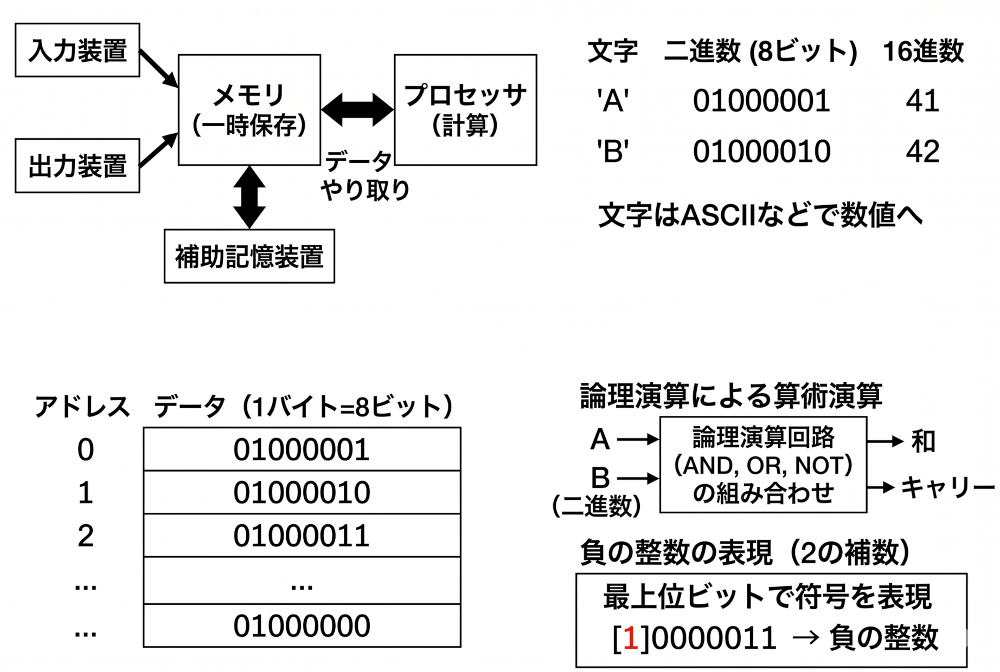 入力装置
出力装置
メモリ
（一時保存）
プロセッサ
（計算）
データ
やり取り
補助記憶装置
文字 二進数 (8ビット) 16進数
'A' 01000001 41
'B' 01000010 42
文字はASCIIなどで数値へ
アドレス データ（1バイト=8ビット）
0 01000001
1 01000010
2 01000011
... ...
... 01000000
論理演算による算術演算
A
B
（二進数）
論理演算回路
（AND, OR, NOT）
の組み合わせ
和
キャリー
負の整数の表現（2の補数）
最上位ビットで符号を表現
[1]0000011 → 負の整数